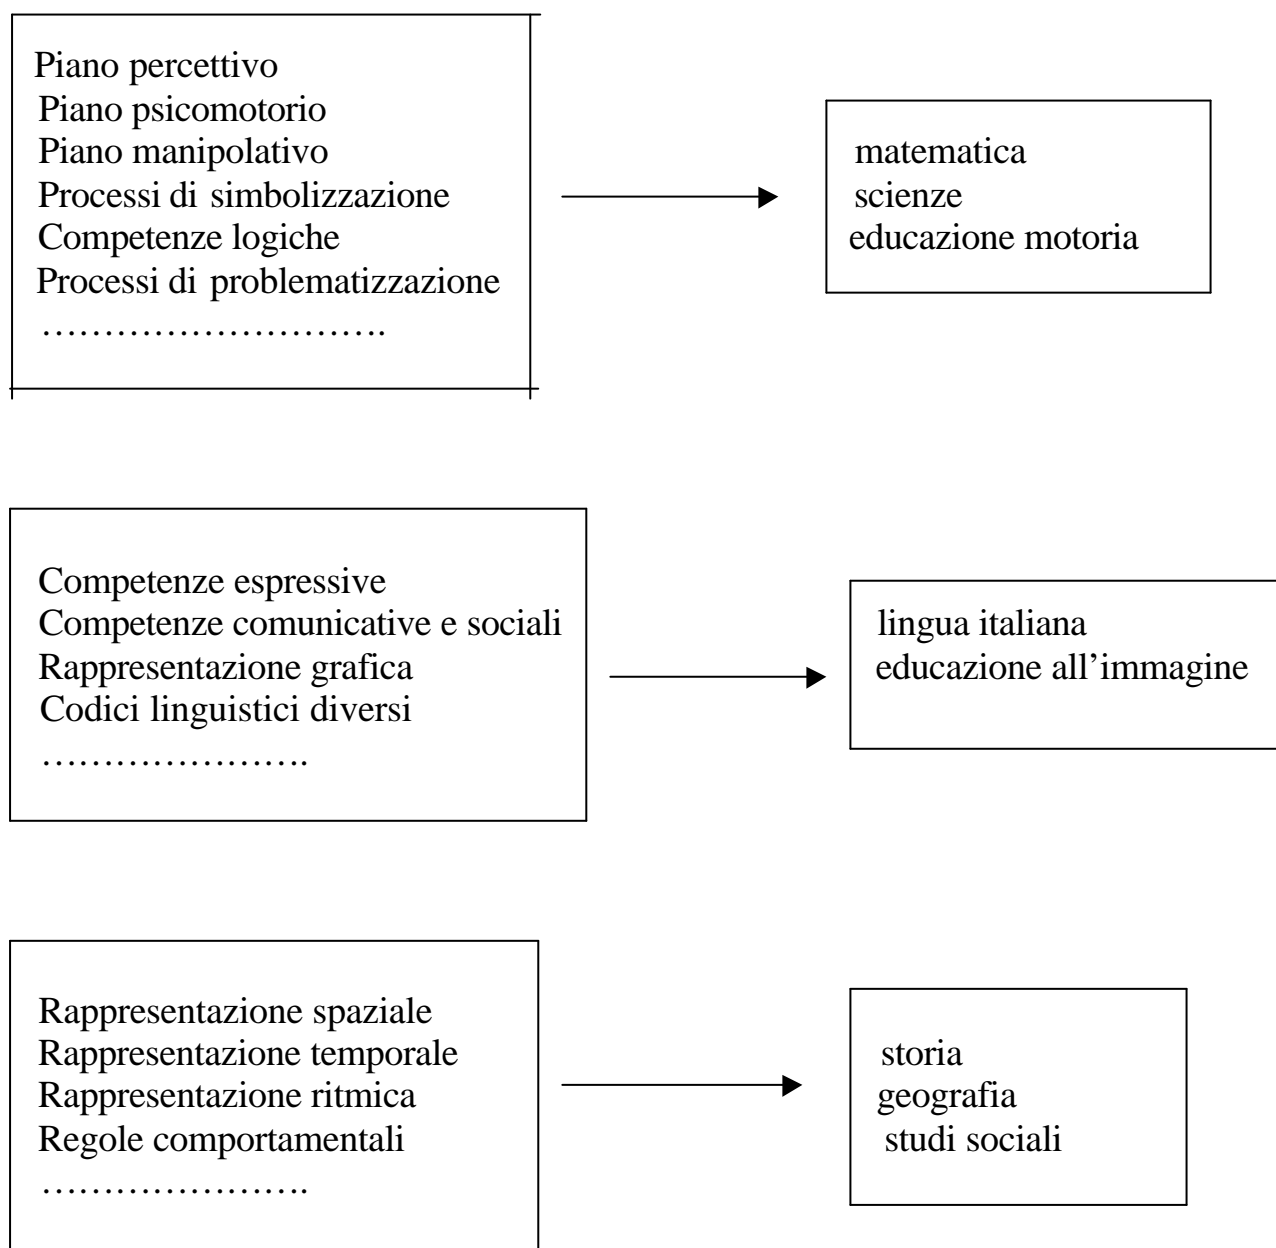 Piano percettivo
Piano psicomotorio
Piano manipolativo
Processi di simbolizzazione
Competenze logiche
Processi di problematizzazione
……………………….
matematica
scienze
educazione motoria
Competenze espressive
Competenze comunicative e sociali
Rappresentazione grafica
Codici linguistici diversi
………………….
lingua italiana
educazione all’immagine
Rappresentazione spaziale
Rappresentazione temporale
Rappresentazione ritmica
Regole comportamentali
………………….
storia
geografia
studi sociali